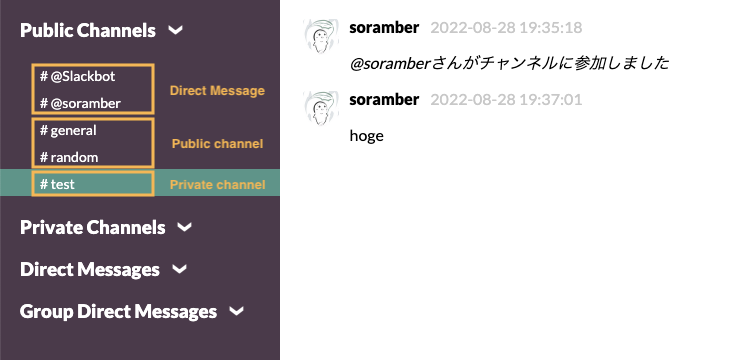 Public Channels
# @Slackbot
Direct Message
# @soramber
# general
Public channel
# random
# test
Private channel
Private Channels
Direct Messages
Group Direct Messages
soramber 2022-08-28 19:35:18
@soramberさんがチャンネルに参加しました
soramber 2022-08-28 19:37:01
hoge